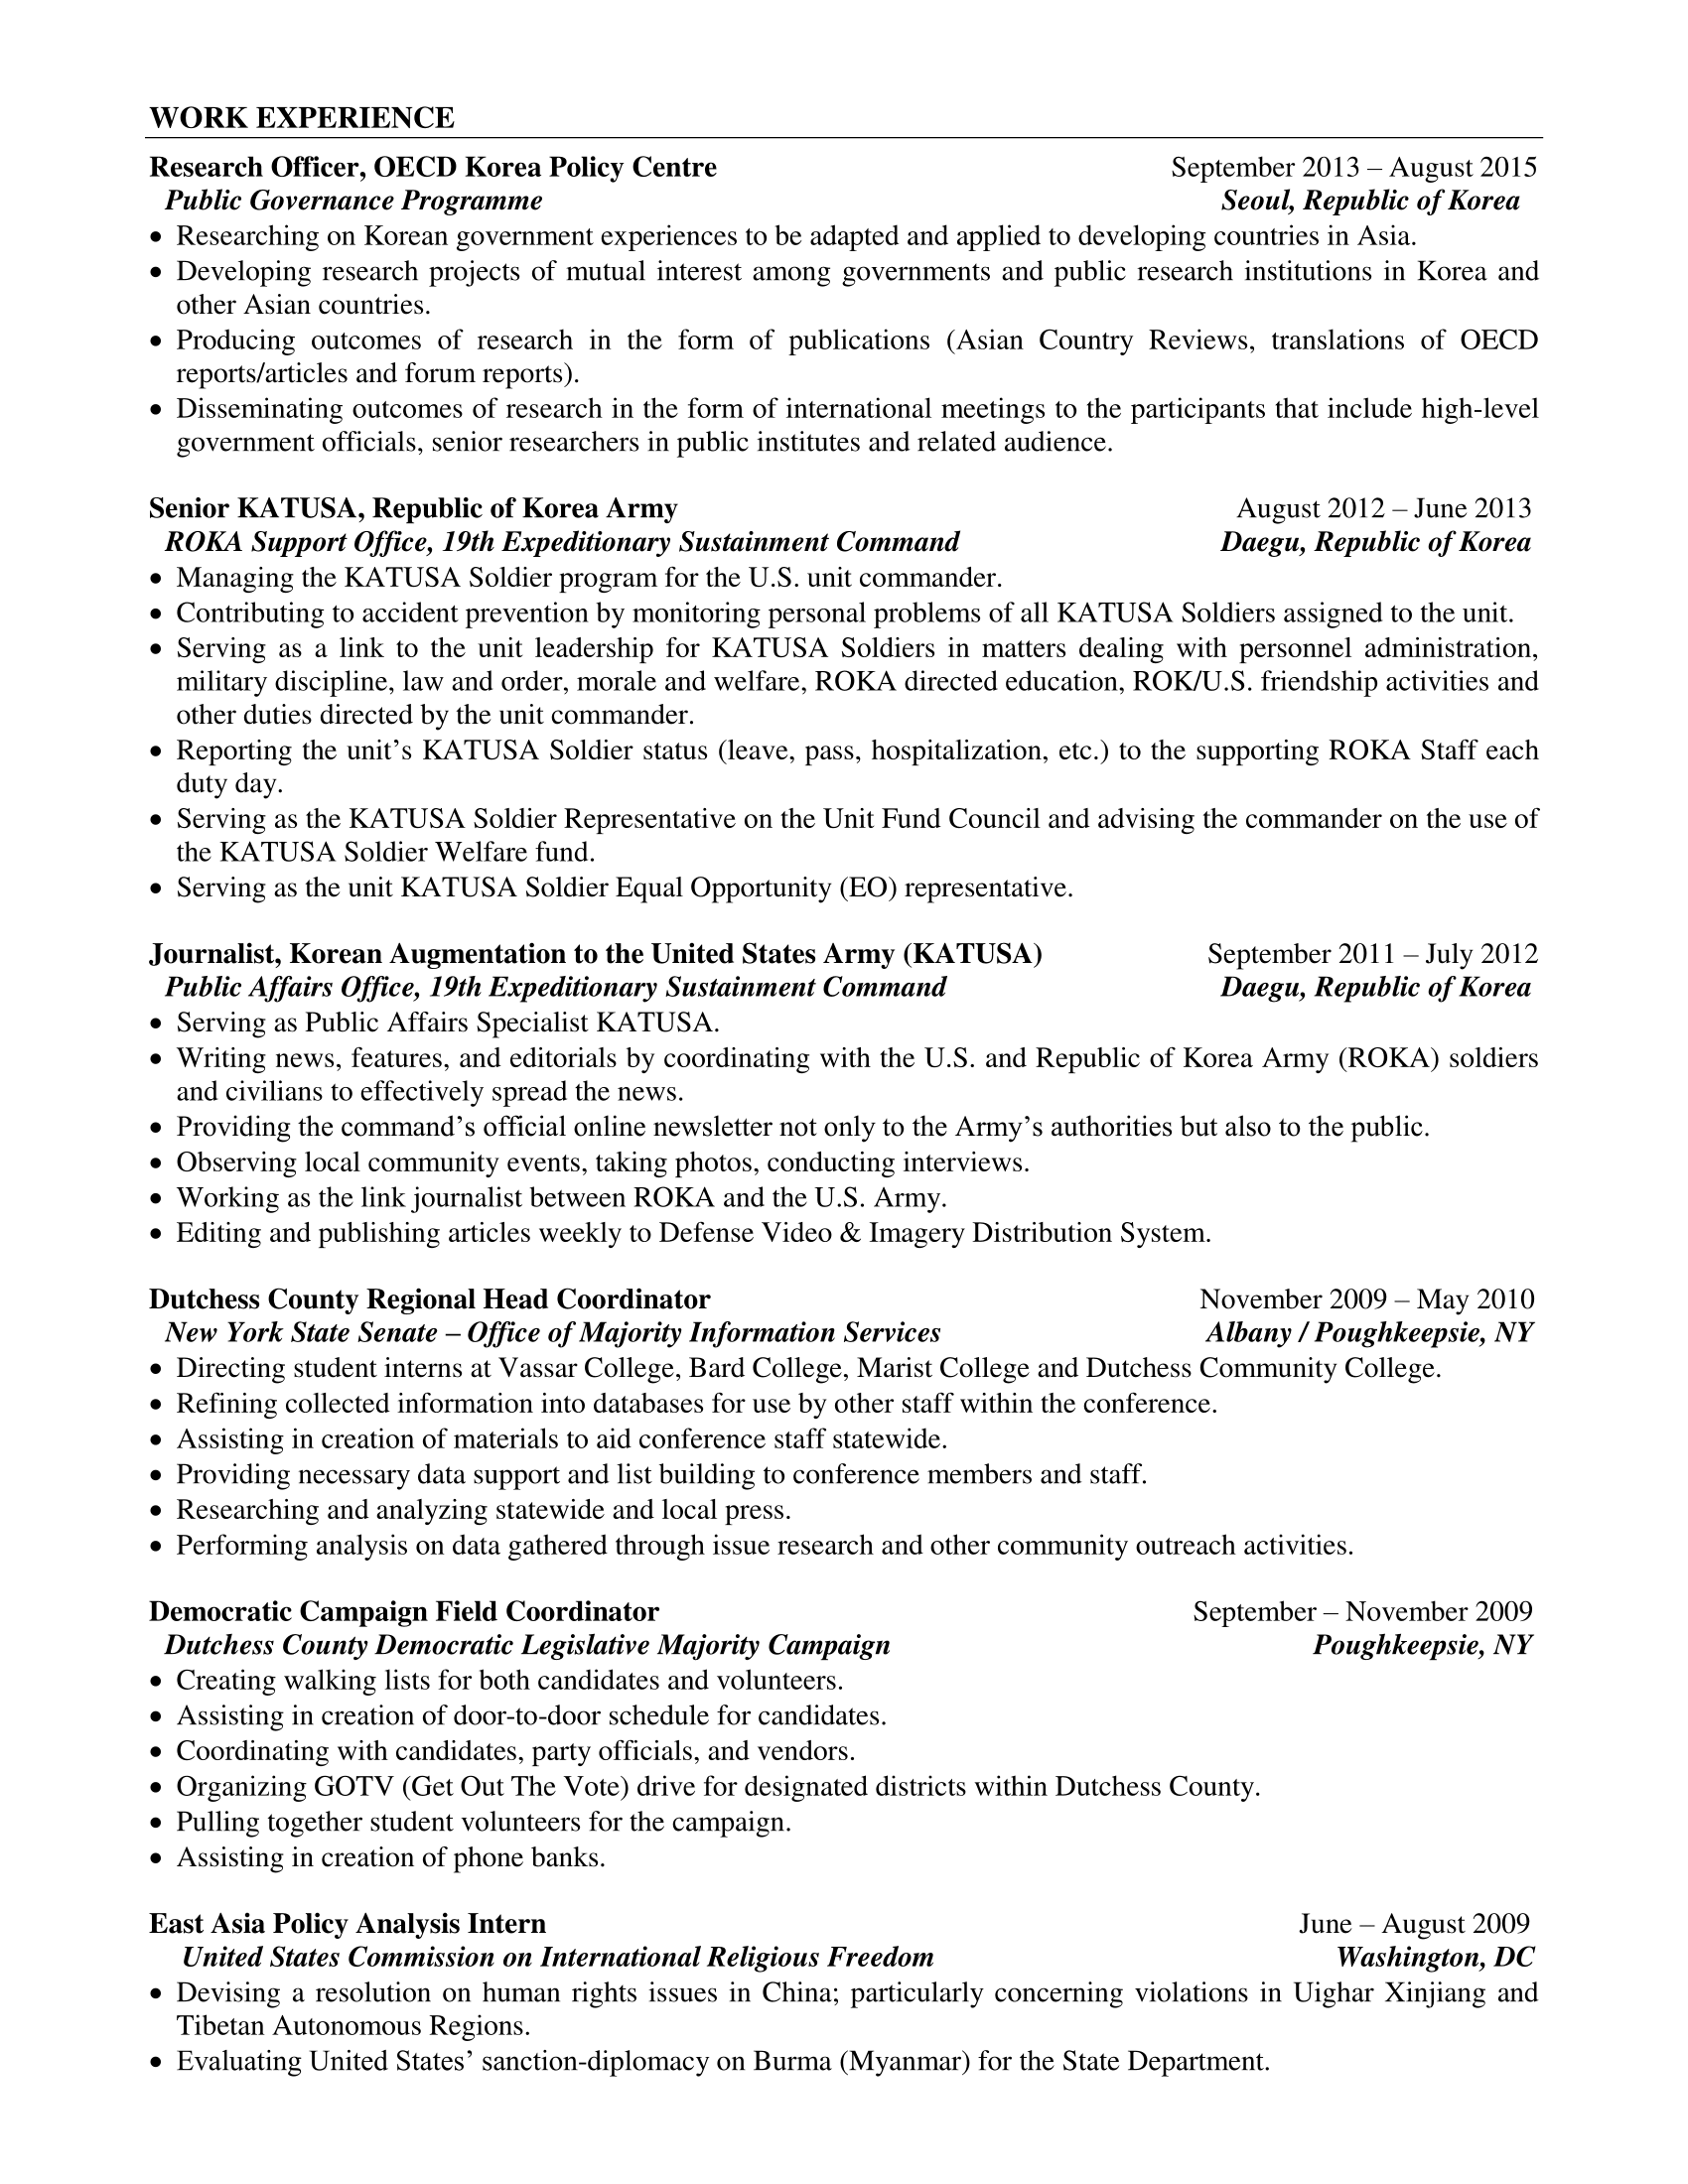 WORK EXPERIENCE
Research Officer, OECD Korea Policy Centre September 2013 – August 2015
Public Governance Programme Seoul, Republic of Korea
• Researching on Korean government experiences to be adapted and applied to developing countries in Asia.
• Developing research projects of mutual interest among governments and public research institutions in Korea and
other Asian countries.
• Producing outcomes of research in the form of publications (Asian Country Reviews, translations of OECD
reports/articles and forum reports).
• Disseminating outcomes of research in the form of international meetings to the participants that include high-level
government officials, senior researchers in public institutes and related audience.
Senior KATUSA, Republic of Korea Army August 2012 – June 2013
ROKA Support Office, 19th Expeditionary Sustainment Command Daegu, Republic of Korea
• Managing the KATUSA Soldier program for the U.S. unit commander.
• Contributing to accident prevention by monitoring personal problems of all KATUSA Soldiers assigned to the unit.
• Serving as a link to the unit leadership for KATUSA Soldiers in matters dealing with personnel administration,
military discipline, law and order, morale and welfare, ROKA directed education, ROK/U.S. friendship activities and
other duties directed by the unit commander.
• Reporting the unit’s KATUSA Soldier status (leave, pass, hospitalization, etc.) to the supporting ROKA Staff each
duty day.
• Serving as the KATUSA Soldier Representative on the Unit Fund Council and advising the commander on the use of
the KATUSA Soldier Welfare fund.
• Serving as the unit KATUSA Soldier Equal Opportunity (EO) representative.
Journalist, Korean Augmentation to the United States Army (KATUSA) September 2011 – July 2012
Public Affairs Office, 19th Expeditionary Sustainment Command Daegu, Republic of Korea
• Serving as Public Affairs Specialist KATUSA.
• Writing news, features, and editorials by coordinating with the U.S. and Republic of Korea Army (ROKA) soldiers
and civilians to effectively spread the news.
• Providing the command’s official online newsletter not only to the Army’s authorities but also to the public.
• Observing local community events, taking photos, conducting interviews.
• Working as the link journalist between ROKA and the U.S. Army.
• Editing and publishing articles weekly to Defense Video & Imagery Distribution System.
Dutchess County Regional Head Coordinator November 2009 – May 2010
New York State Senate – Office of Majority Information Services Albany / Poughkeepsie, NY
• Directing student interns at Vassar College, Bard College, Marist College and Dutchess Community College.
• Refining collected information into databases for use by other staff within the conference.
• Assisting in creation of materials to aid conference staff statewide.
• Providing necessary data support and list building to conference members and staff.
• Researching and analyzing statewide and local press.
• Performing analysis on data gathered through issue research and other community outreach activities.
Democratic Campaign Field Coordinator September – November 2009
Dutchess County Democratic Legislative Majority Campaign Poughkeepsie, NY
• Creating walking lists for both candidates and volunteers.
• Assisting in creation of door-to-door schedule for candidates.
• Coordinating with candidates, party officials, and vendors.
• Organizing GOTV (Get Out The Vote) drive for designated districts within Dutchess County.
• Pulling together student volunteers for the campaign.
• Assisting in creation of phone banks.
East Asia Policy Analysis Intern June – August 2009
United States Commission on International Religious Freedom Washington, DC
• Devising a resolution on human rights issues in China; particularly concerning violations in Uighar Xinjiang and
Tibetan Autonomous Regions.
• Evaluating United States’ sanction-diplomacy on Burma (Myanmar) for the State Department.